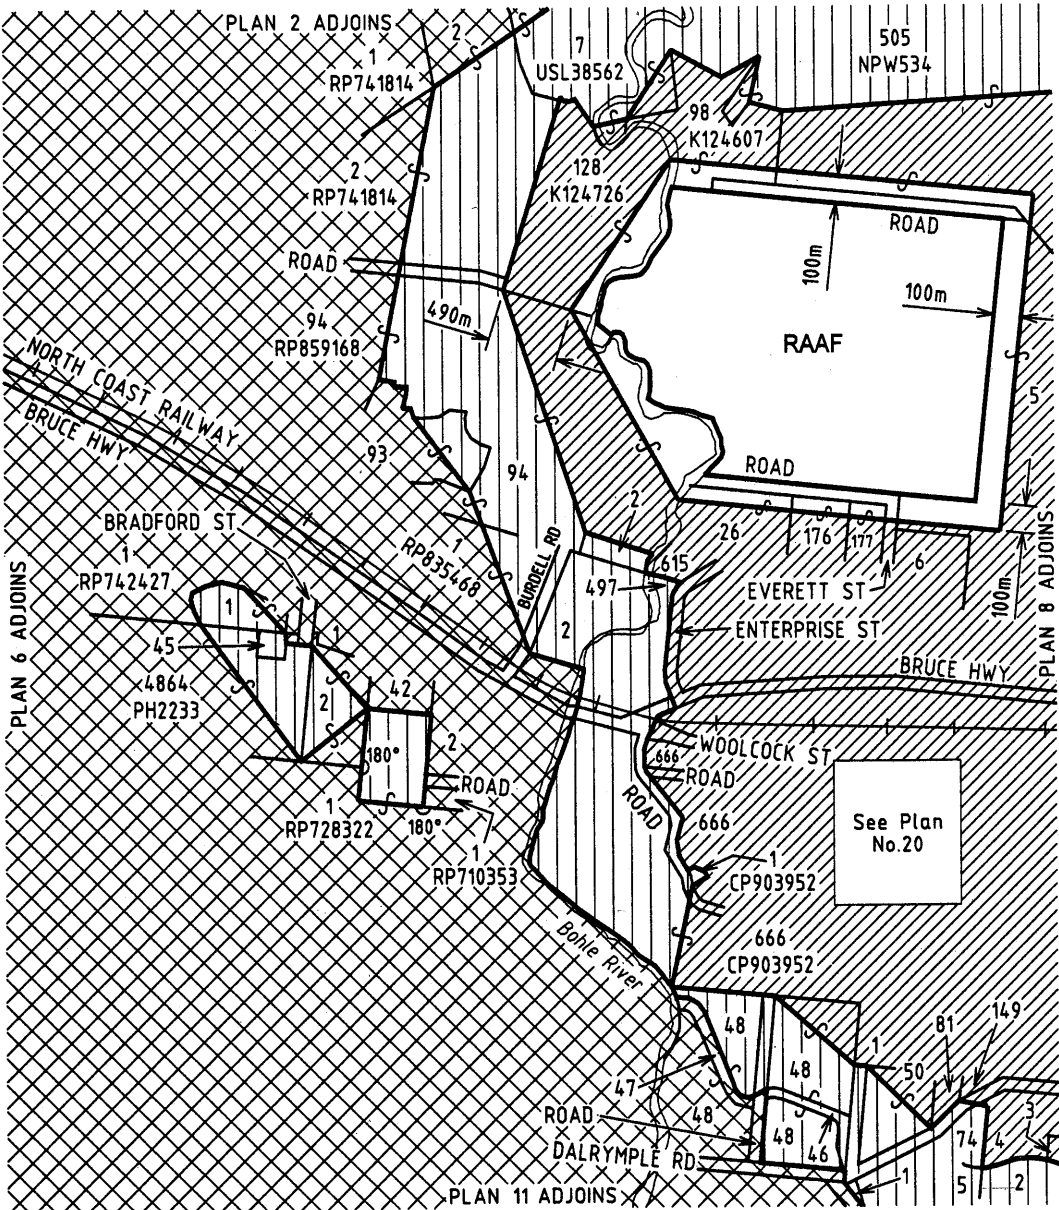 PLAN 2 ADJOINS
2
1
RP741814
7
USL38562
505
NPW534
98
K124607
128
K124726
2
RP741814
ROAD
ROAD
100m
100m
490m
94
RP859168
RAAF
5
NORTH COAST RAILWAY
BRUCE HWY
93
94
ROAD
2
26
176
177
6
BRADFORD ST
1
RP742427
1
RP835468
BURDELL RD
615
497
EVERETT ST
100m
PLAN 8 ADJOINS
PLAN 6 ADJOINS
1
1
45
2
ENTERPRISE ST
BRUCE HWY
4864
PH2233
2
42
2
WOOLCOCK ST
666
ROAD
180°
ROAD
ROAD
666
See Plan
No.20
1
RP728322
180°
1
RP710353
1
CP903952
Bohle River
666
CP903952
48
1
81
149
47
48
50
48
ROAD
48
46
74
4
3
DALRYMPLE RD
1
5
2
PLAN 11 ADJOINS